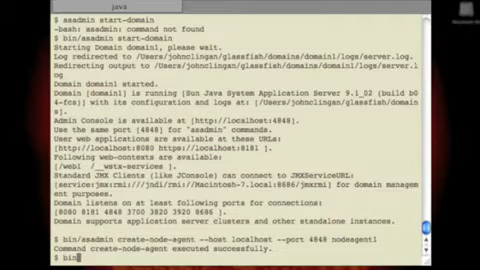 java
$ asadmin start-domain
-bash: asadmin: command not found
$ bin/asadmin start-domain
Starting Domain domain1, please wait.
Log redirected to /Users/johnclingan/glassfish/domains/domain1/logs/server.log.
Redirecting output to /Users/johnclingan/glassfish/domains/domain1/logs/server.l
og
Domain domain1 started.
Domain [domain1] is running [Sun Java System Application Server 9.1_02 (build b0
4-fcs)] with its configuration and logs at: [/Users/johnclingan/glassfish/domain
s].
Admin Console is available at [http://localhost:4848].
Use the same port [4848] for "asadmin" commands.
User web applications are available at these URLs:
[http://localhost:8080 https://localhost:8181 ].
Following web-contexts are available:
[/web1  /__wstx-services ].
Standard JMX Clients (like JConsole) can connect to JMXServiceURL:
[service:jmx:rmi:///jndi/rmi://Macintosh-7.local:8686/jmxrmi] for domain managem
ent purposes.
Domain listens on at least following ports for connections:
[8080 8181 4848 3700 3820 3920 8686 ].
Domain supports application server clusters and other standalone instances.
$ bin/asadmin create-node-agent --host localhost --port 4848 nodeagent1
Command create-node-agent executed successfully.
$ bin